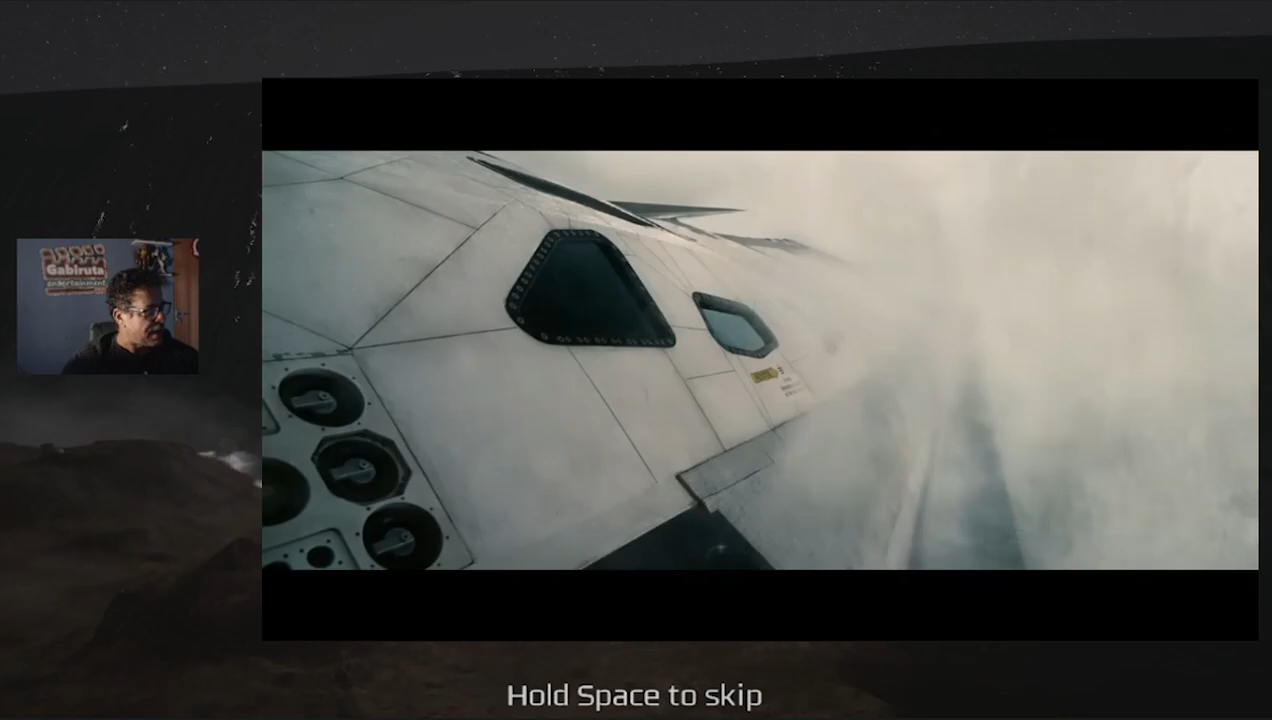 Gabiruta
entertainment
Hold Space to skip